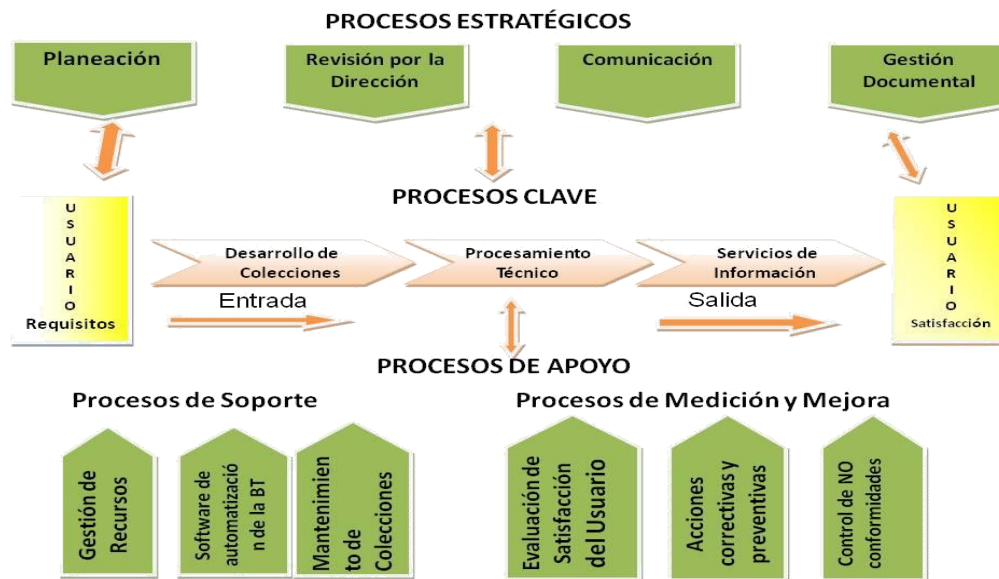 PROCESOS ESTRATÉGICOS
Planeación
Revisión por la
Dirección
Comunicación
Gestión
Documental
PROCESOS CLAVE
USUARIO
Requisitos
Desarrollo de
Colecciones
Procesamiento
Técnico
Servicios de
Información
USUARIO
Satisfacción
Entrada
Salida
PROCESOS DE APOYO
Procesos de Soporte
Procesos de Medición y Mejora
Gestión de
Recursos
Software de
automatizació
n de la BT
Mantenimien
to de
Colecciones
Evaluación de
Satisfacción
del Usuario
Acciones
correctivas y
preventivas
Control de NO
conformidades